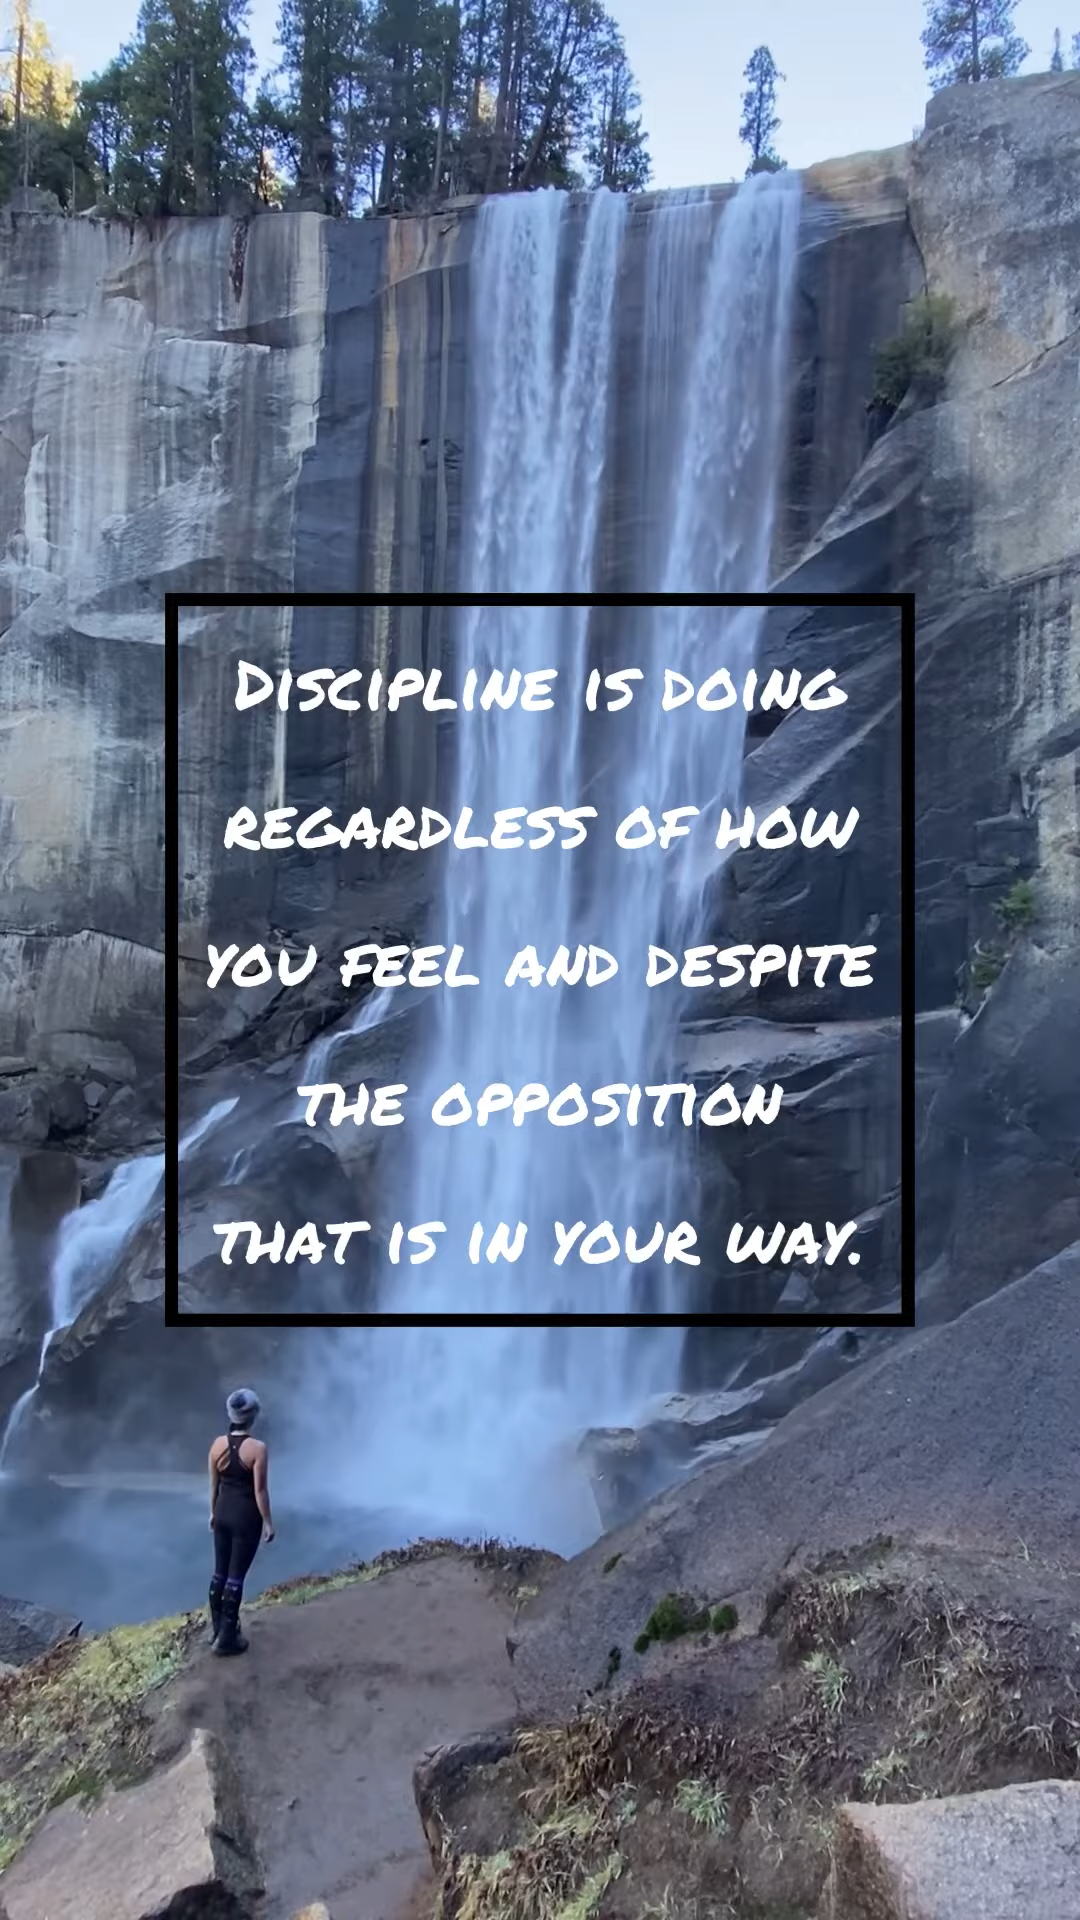 Discipline is doing
regardless of how
you feel and despite
the opposition
that is in your way.